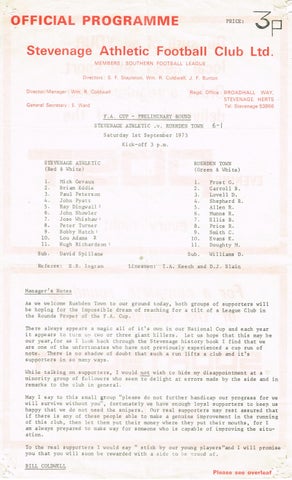 OFFICIAL PROGRAMME
PRICE: 3p
Stevenage Athletic Football Club Ltd.
MEMBERS: SOUTHERN FOOTBALL LEAGUE
Directors: S. F. Stapleton, Wm. R. Coldwell, J. F. Burton
Director-Manager: Wm. R. Coldwell
Regd. Office: BROADHALL WAY,
STEVENAGE HERTS
General Secretary: S. Ward
Tel. Stevenage
F.A. CUP - PRELIMINARY ROUND
STEVENAGE ATHLETIC .v. RUSHDEN TOWN 6-1
Saturday 1st September 1973
Kick-off 3 p.m.
STEVENAGE ATHLETIC RUSHDEN TOWN
(Red & White) (Green & White)
1. Mick 1. Frost C.
2. Brian Eddie 2. Carroll B.
3. Paul Peterson 3. Lovell D.
4. John Pyatt 4. Shepherd R.
5. Ray Dingwall 5. Allen R.
6. John 6. R.
7. Joe Shaw 7. Ellis B.
8. Peter Turner 8. Price R.
9. Bobby Hatch 9. Smith C.
10. Lou Adams 10. Evans K.
11. Hugh Richardson 11. Doughty M.
Sub. David Spillane Sub. Williams D.
Referee: R.H. Linesmen: I.A. Keech and D.J. Blain
Manager's Notes
As we welcome Rushden Town to our ground today, both groups of supporters will
be hoping for the impossible dream of reaching for a tilt of a League Club in
the Rounds Proper of the F.A. Cup.
There always appears a magic all of it's own in our National Cup and each year
it appears to turn up two or three giant killers. Let us hope that this may be
our year, for as I look back through the Stevenage history book I find that we
are one of the unfortunates who have not previously experienced a cup run of
note. There is no shadow of doubt that such a run lifts a club and it's
supporters in so many ways.
While talking on supporters, I would not wish to hide my disappointment at a
minority group of followers who seem to delight at errors made by the side and in
remarks to the club in general.
May I say to this small group "please do not further handicap our progress for we
will survive without you", fortunately we have enough loyal supporters to keep us
happy that we do not need the snipers. Our real supporters may rest assured that
if there is any of these people able to make a genuine improvement in the running
of this club, then let them put their money where they put their mouths, for I
am always prepared to make way for someone who is capable of improving the situa-
tion.
To the real supporters I would say " stick by our young players" and I will promise
you that you will soon be rewarded with a side to be proud of.
BILL COLDWELL
Please see overleaf